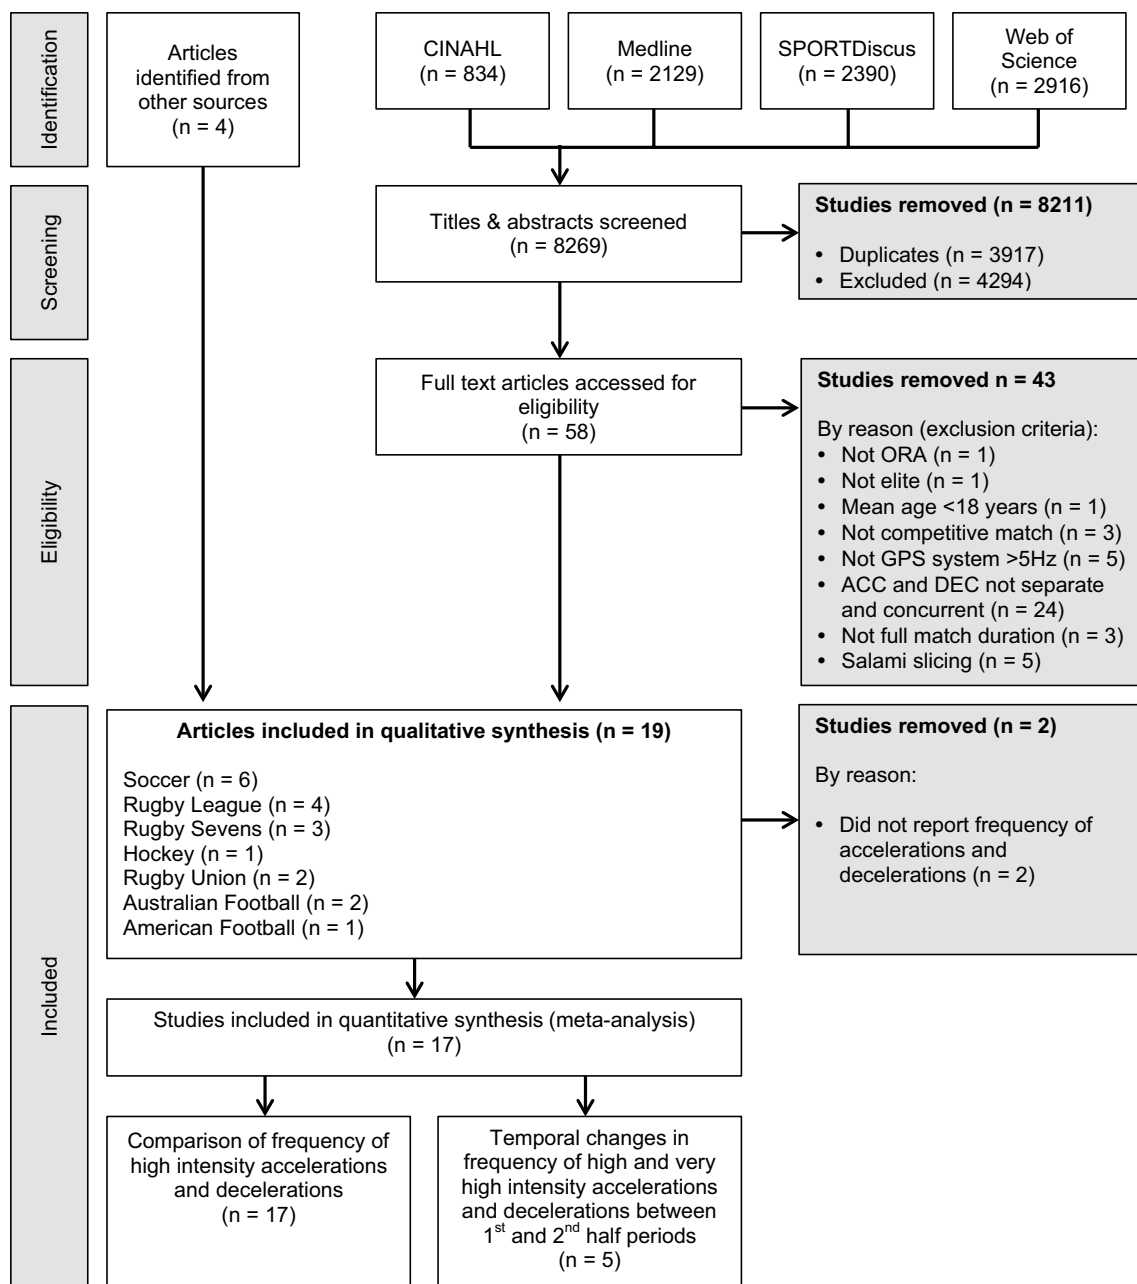 Identification
Articles
identified from
other sources
(n = 4)
CINAHL
(n = 834)
Medline
(n = 2129)
SPORTDiscus
(n = 2390)
Web of
Science
(n = 2916)
Screening
Titles & abstracts screened
(n = 8269)
Studies removed (n = 8211)
• Duplicates (n = 3917)
• Excluded (n = 4294)
Eligibility
Full text articles accessed for
eligibility
(n = 58)
Studies removed n = 43
By reason (exclusion criteria):
• Not ORA (n = 1)
• Not elite (n = 1)
• Mean age <18 years (n = 1)
• Not competitive match (n = 3)
• Not GPS system >5Hz (n = 5)
• ACC and DEC not separate
and concurrent (n = 24)
• Not full match duration (n = 3)
• Salami slicing (n = 5)
Included
Articles included in qualitative synthesis (n = 19)
Soccer (n = 6)
Rugby League (n = 4)
Rugby Sevens (n = 3)
Hockey (n = 1)
Rugby Union (n = 2)
Australian Football (n = 2)
American Football (n = 1)
Studies removed (n = 2)
By reason:
• Did not report frequency of
accelerations and
decelerations (n = 2)
Studies included in quantitative synthesis (meta-analysis)
(n = 17)
Comparison of frequency of
high intensity accelerations
and decelerations
(n = 17)
Temporal changes in
frequency of high and very
high intensity accelerations
and decelerations between
1st and 2nd half periods
(n = 5)